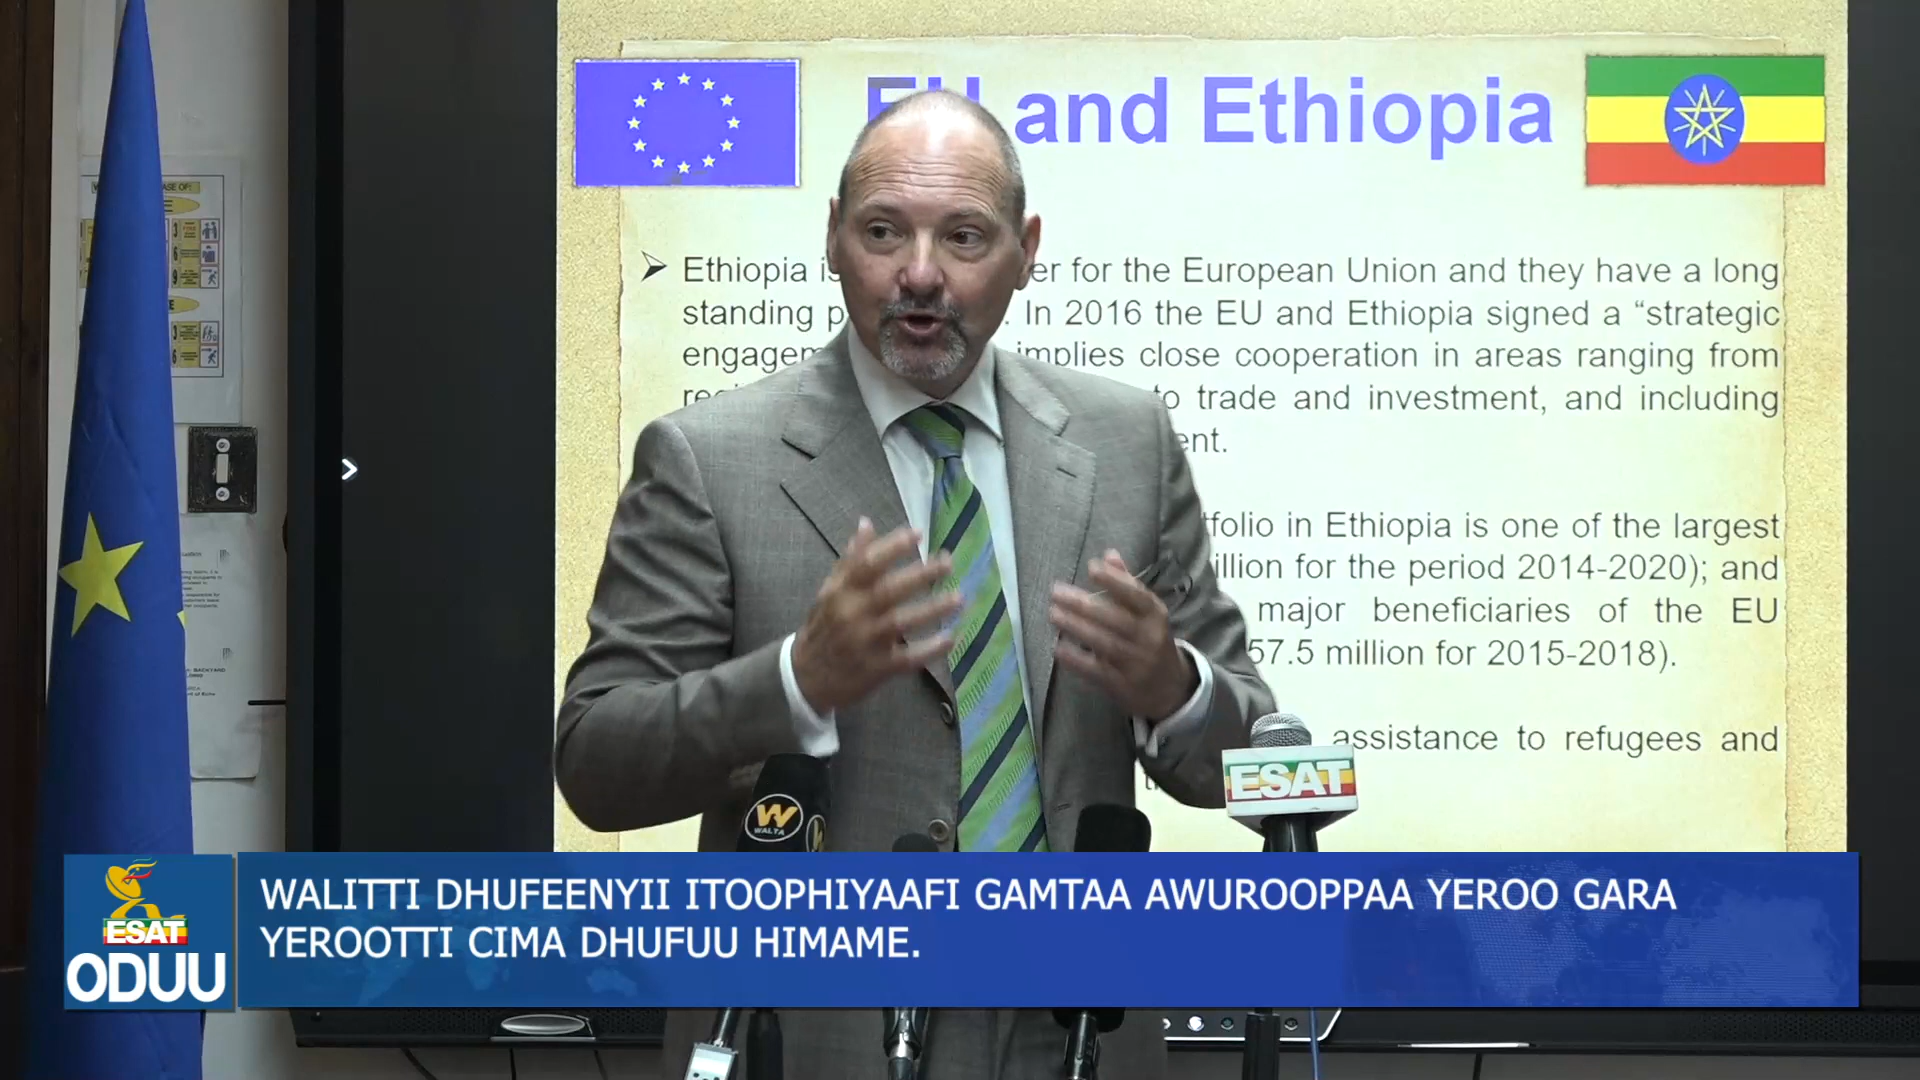 EU and Ethiopia
Ethiopia is er for the European Union and they have a long
standing p . In 2016 the EU and Ethiopia signed a “strategic
engagem implies close cooperation in areas ranging from
to trade and investment, and including
ent.
tfolio in Ethiopia is one of the largest
illion for the period 2014-2020); and
major beneficiaries of the EU
57.5 million for 2015-2018).
assistance to refugees and
ASE OF:
W
WALTA
ESAT
ESAT
ODUU
WALITTI DHUFEENYII ITOOPHIYAAFI GAMTAA AWUROOPPAA YEROO GARA
YEROOTTI CIMA DHUFUU HIMAME.